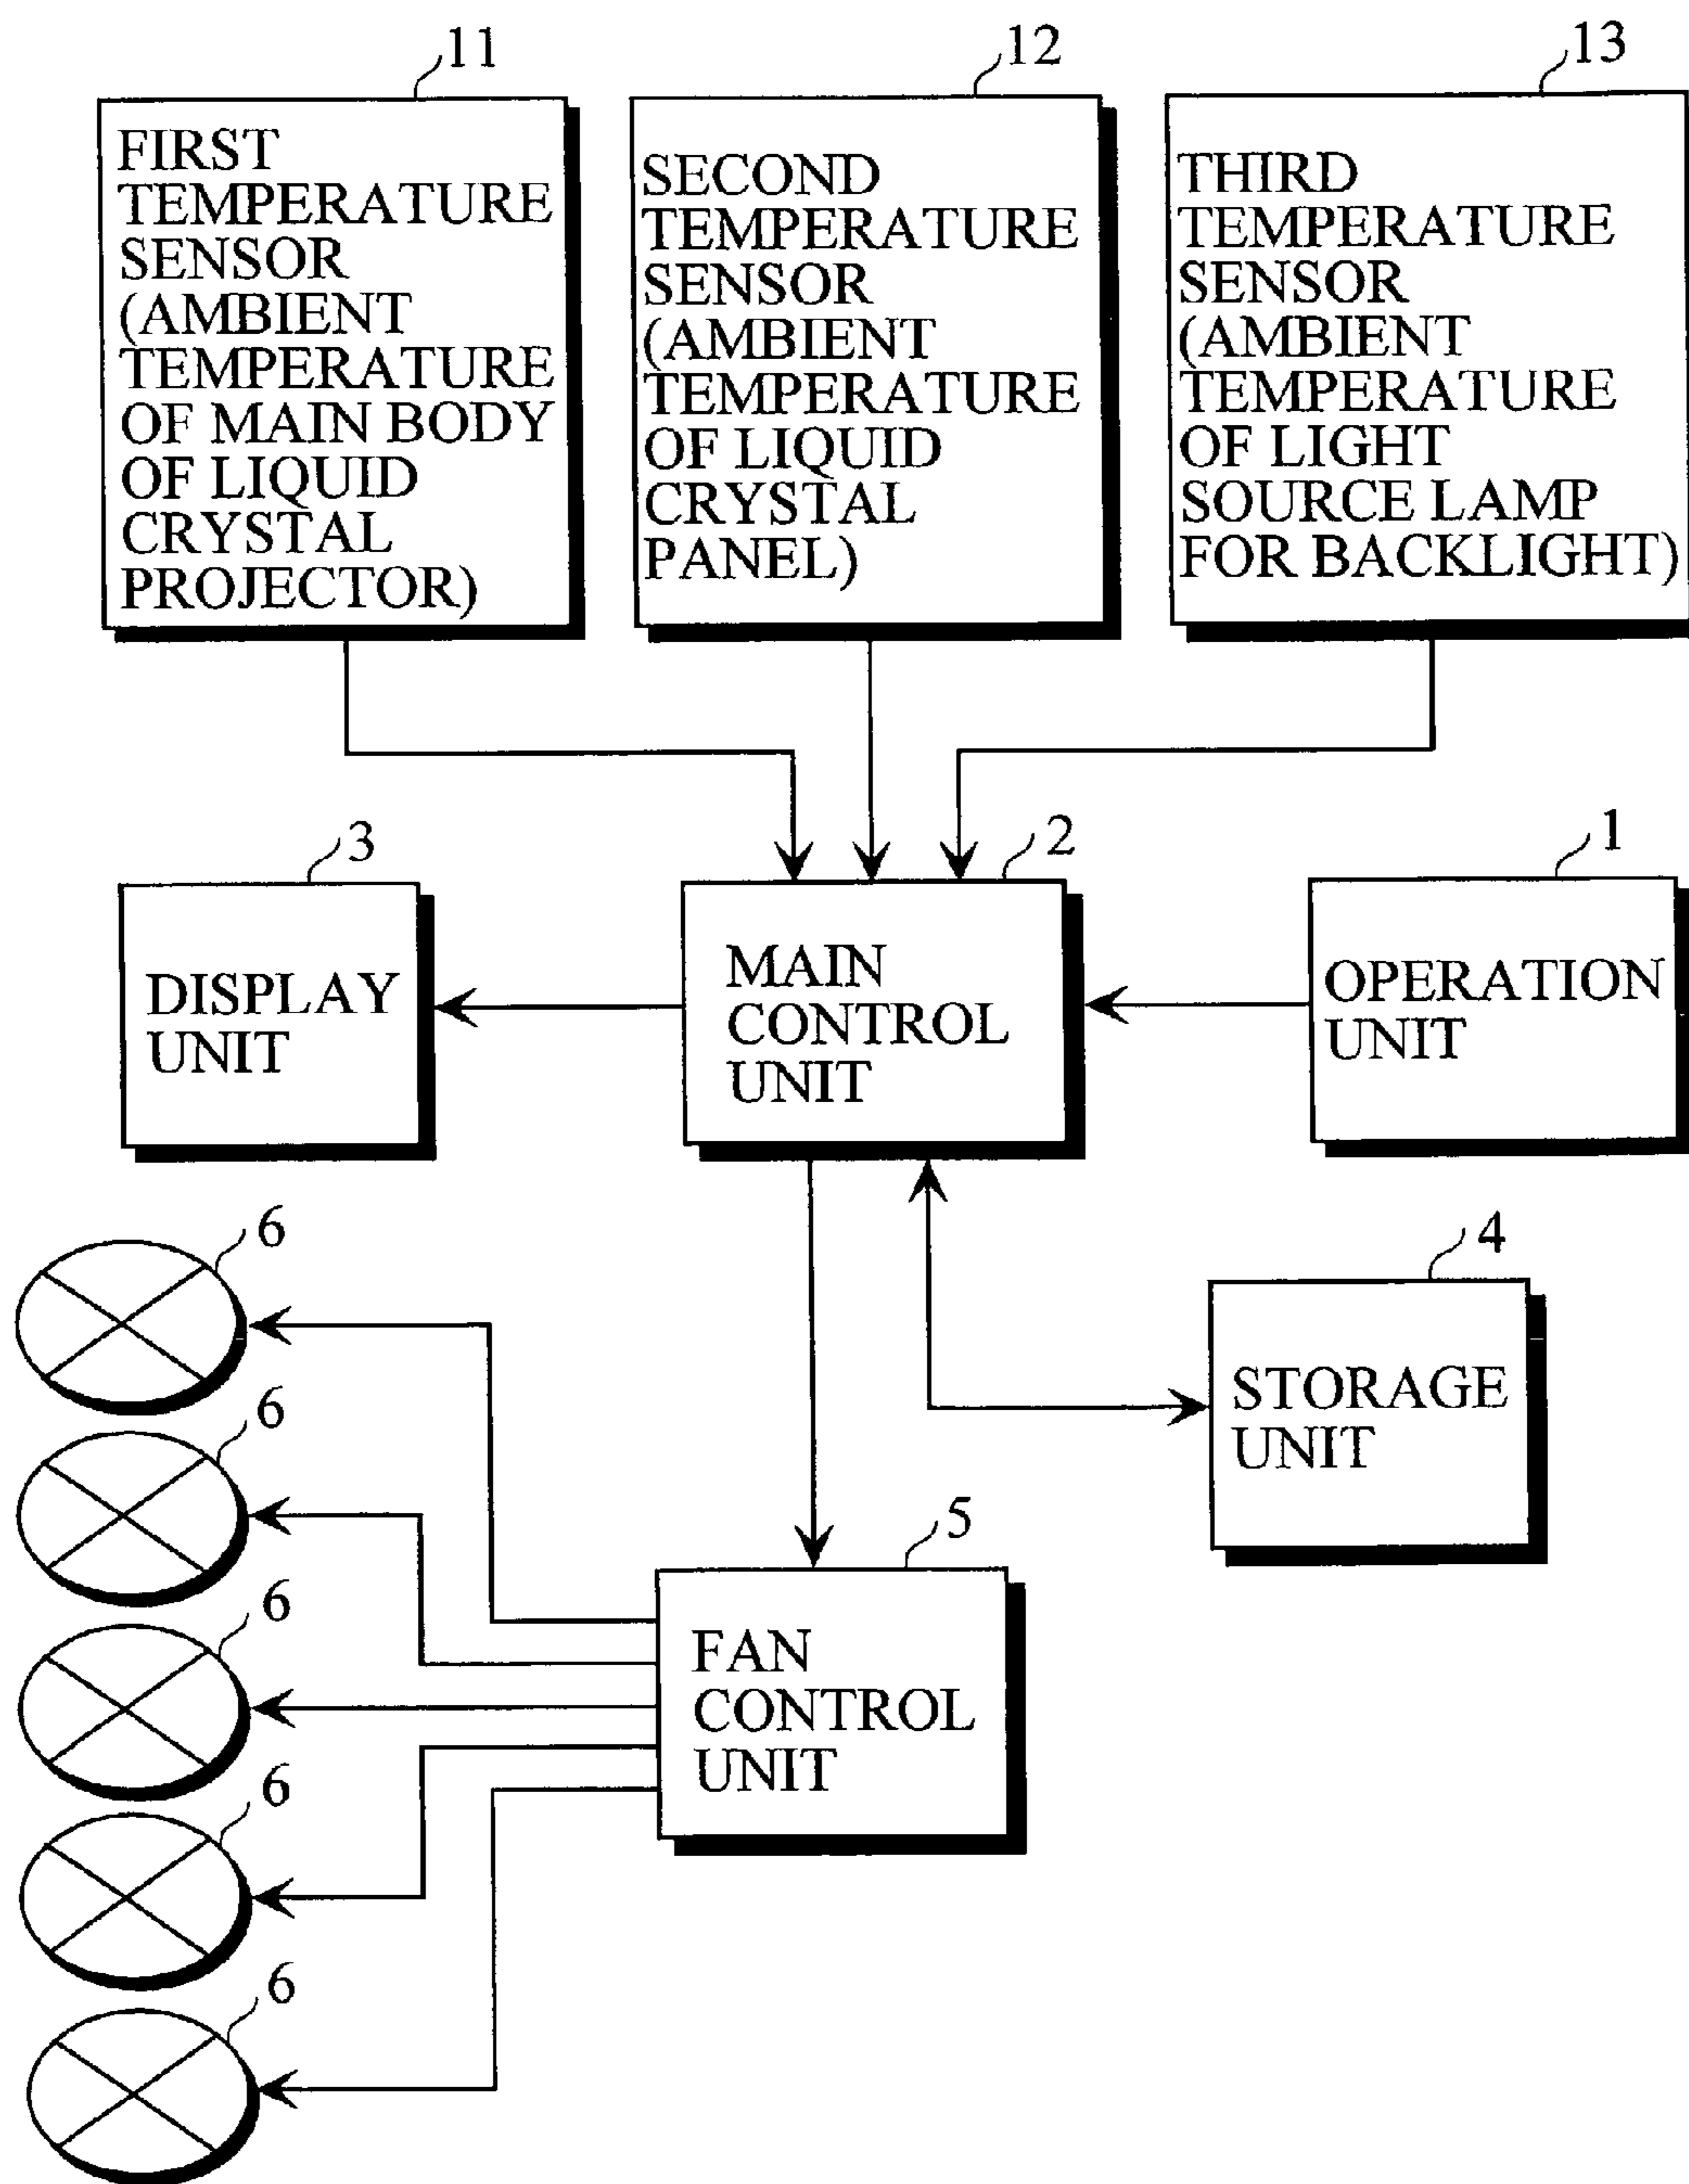 11
FIRST
TEMPERATURE
SENSOR
(AMBIENT
TEMPERATURE
OF MAIN BODY
OF LIQUID
CRYSTAL
PROJECTOR)
12
SECOND
TEMPERATURE
SENSOR
(AMBIENT
TEMPERATURE
OF LIQUID
CRYSTAL
PANEL)
13
THIRD
TEMPERATURE
SENSOR
(AMBIENT
TEMPERATURE
OF LIGHT
SOURCE LAMP
FOR BACKLIGHT)
3
DISPLAY
UNIT
2
MAIN
CONTROL
UNIT
1
OPERATION
UNIT
6
6
6
6
6
4
STORAGE
UNIT
5
FAN
CONTROL
UNIT